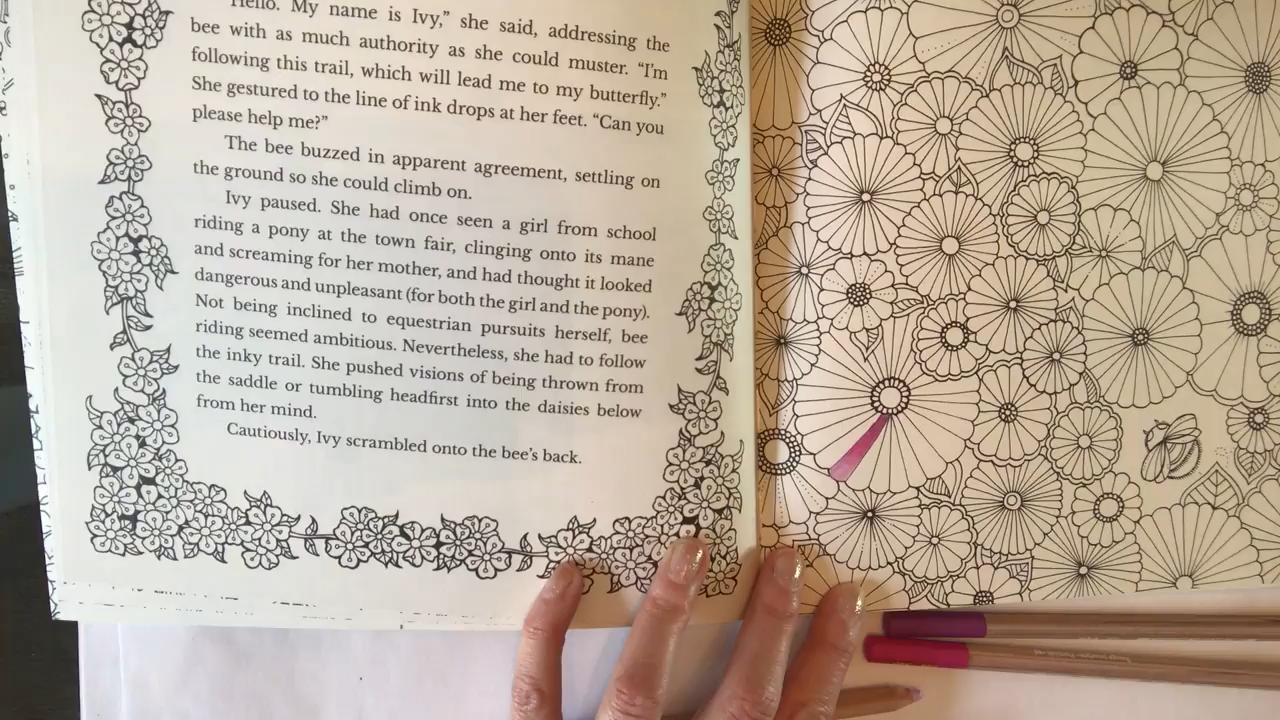 Hello. My name is Ivy,” she said, addressing the
bee with as much authority as she could muster. “I’m
following this trail, which will lead me to my butterfly.”
She gestured to the line of ink drops at her feet. “Can you
please help me?”
The bee buzzed in apparent agreement, settling on
the ground so she could climb on.
Ivy paused. She had once seen a girl from school
riding a pony at the town fair, clinging onto its mane
and screaming for her mother, and had thought it looked
dangerous and unpleasant (for both the girl and the pony).
Not being inclined to equestrian pursuits herself, bee
riding seemed ambitious. Nevertheless, she had to follow
the inky trail. She pushed visions of being thrown from
the saddle or tumbling headfirst into the daisies below
from her mind.
Cautiously, Ivy scrambled onto the bee’s back.